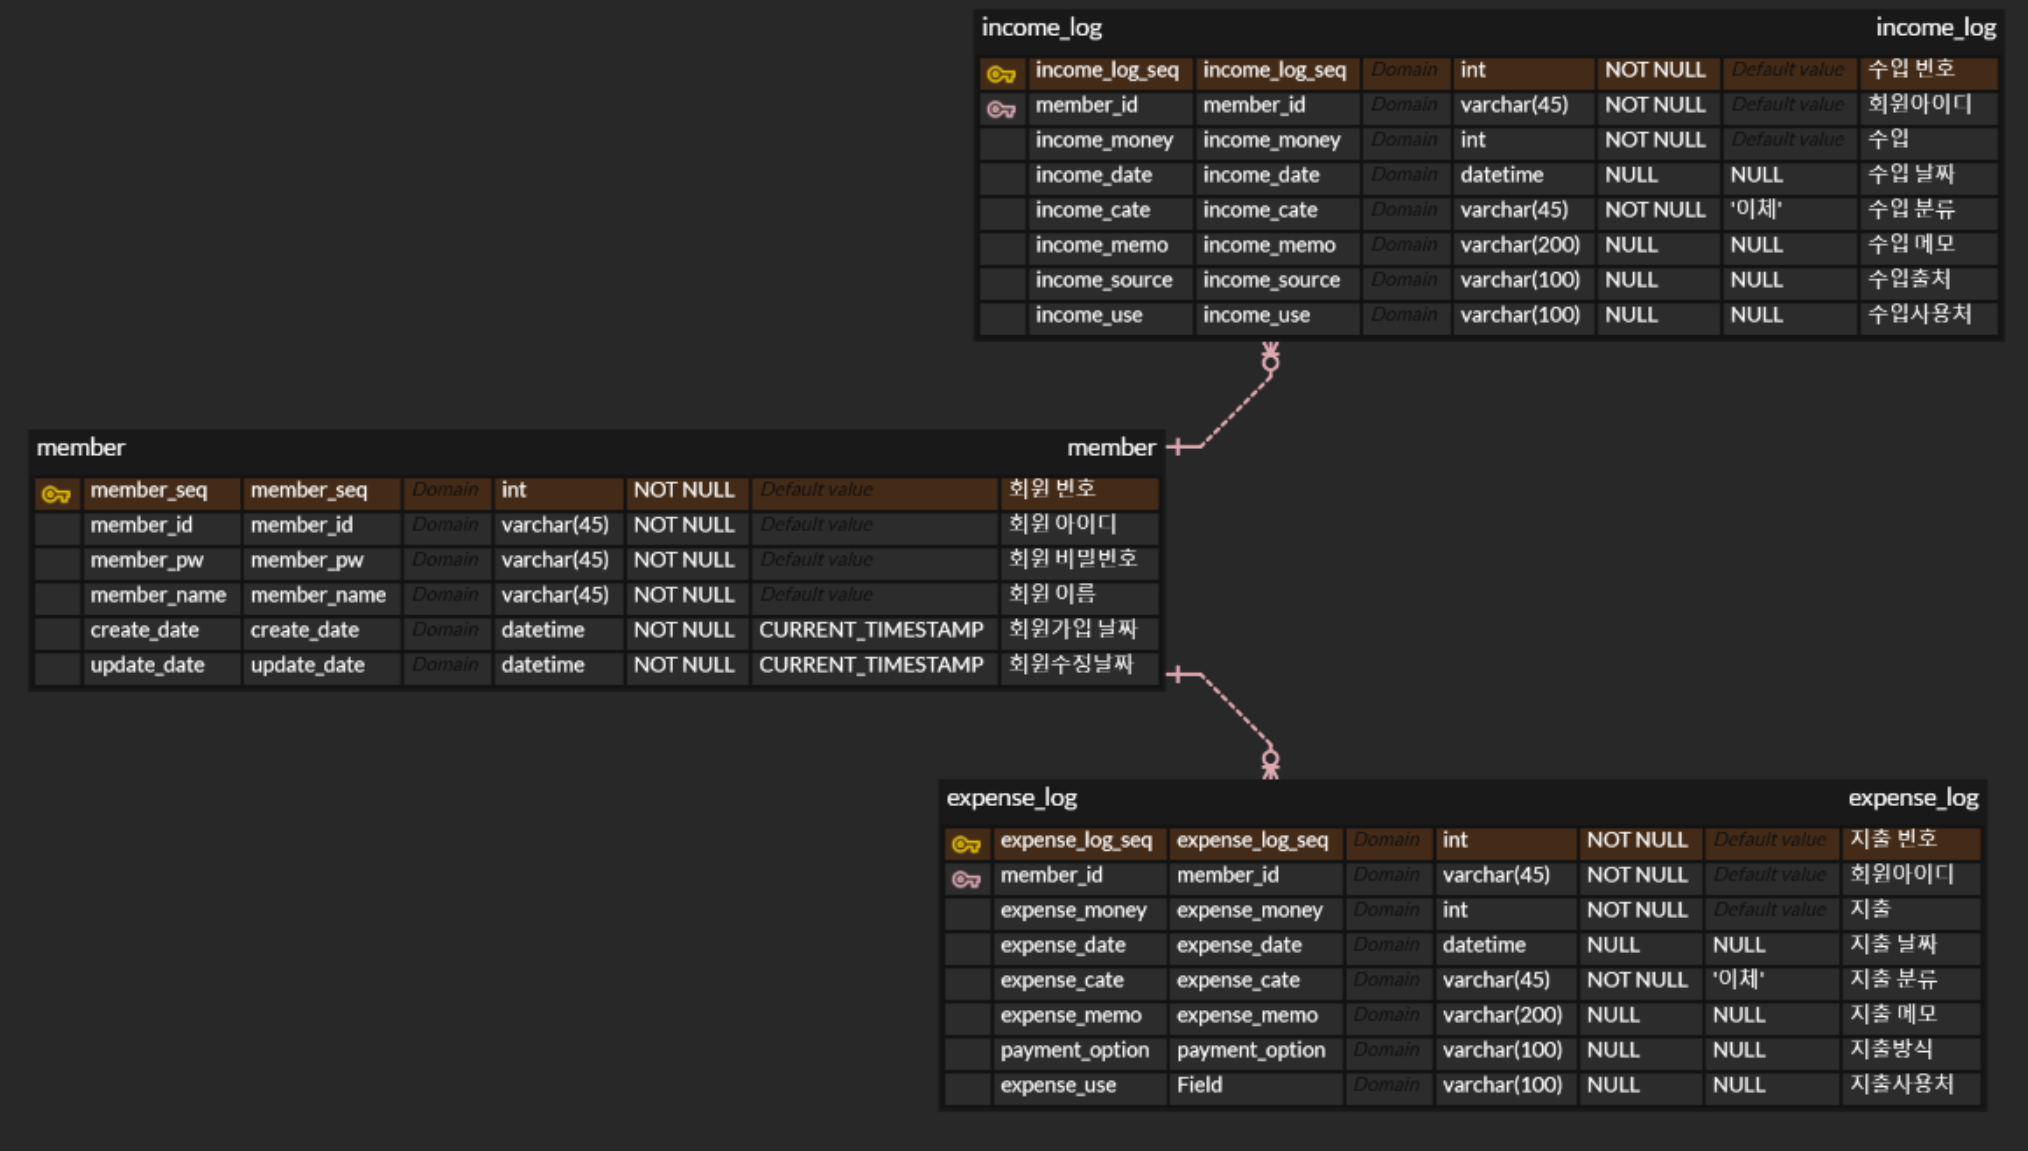 income_log income_log
income_log_seq income_log_seq Domain int NOT NULL Default value 수입 번호
member_id member_id Domain varchar(45) NOT NULL Default value 회원아이디
income_money income_money Domain int NOT NULL Default value 수입
income_date income_date Domain datetime NULL NULL 수입 날짜
income_cate income_cate Domain varchar(45) NOT NULL '이체' 수입 분류
income_memo income_memo Domain varchar(200) NULL NULL 수입 메모
income_source income_source Domain varchar(100) NULL NULL 수입출처
income_use income_use Domain varchar(100) NULL NULL 수입사용처
member member
member_seq member_seq Domain int NOT NULL Default value 회원 번호
member_id member_id Domain varchar(45) NOT NULL Default value 회원 아이디
member_pw member_pw Domain varchar(45) NOT NULL Default value 회원 비밀번호
member_name member_name Domain varchar(45) NOT NULL Default value 회원 이름
create_date create_date Domain datetime NOT NULL CURRENT_TIMESTAMP 회원가입 날짜
update_date update_date Domain datetime NOT NULL CURRENT_TIMESTAMP 회원수정날짜
expense_log expense_log
expense_log_seq expense_log_seq Domain int NOT NULL Default value 지출 번호
member_id member_id Domain varchar(45) NOT NULL Default value 회원아이디
expense_money expense_money Domain int NOT NULL Default value 지출
expense_date expense_date Domain datetime NULL NULL 지출 날짜
expense_cate expense_cate Domain varchar(45) NOT NULL '이체' 지출 분류
expense_memo expense_memo Domain varchar(200) NULL NULL 지출 메모
payment_option payment_option Domain varchar(100) NULL NULL 지출방식
expense_use Field Domain varchar(100) NULL NULL 지출사용처